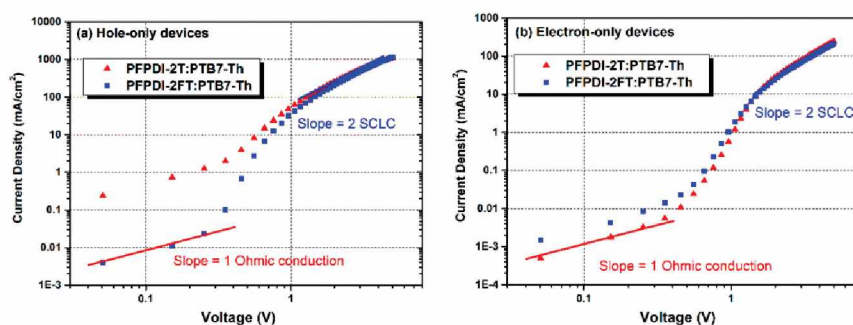 (a) Hole-only devices
PFPDI-2T:PTB7-Th
PFPDI-2FT:PTB7-Th
Slope = 2 SCLC
Slope = 1 Ohmic conduction
Current Density (mA/cm²)
10000
1000
100
10
1
0.1
0.01
1E-3
0.1
1
Voltage (V)
(b) Electron-only devices
PFPDI-2T:PTB7-Th
PFPDI-2FT:PTB7-Th
Slope = 2 SCLC
Slope = 1 Ohmic conduction
Current Density (mA/cm²)
1000
100
10
1
0.1
0.01
1E-3
1E-4
0.1
1
Voltage (V)